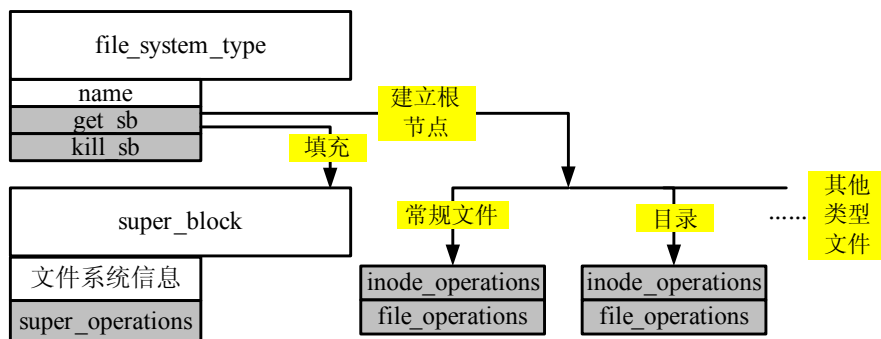 file_system_type
name
get_sb
kill_sb
建立根
节点
填充
super_block
文件系统信息
super_operations
常规文件
inode_operations
file_operations
目录
inode_operations
file_operations
……
其他
类型
文件